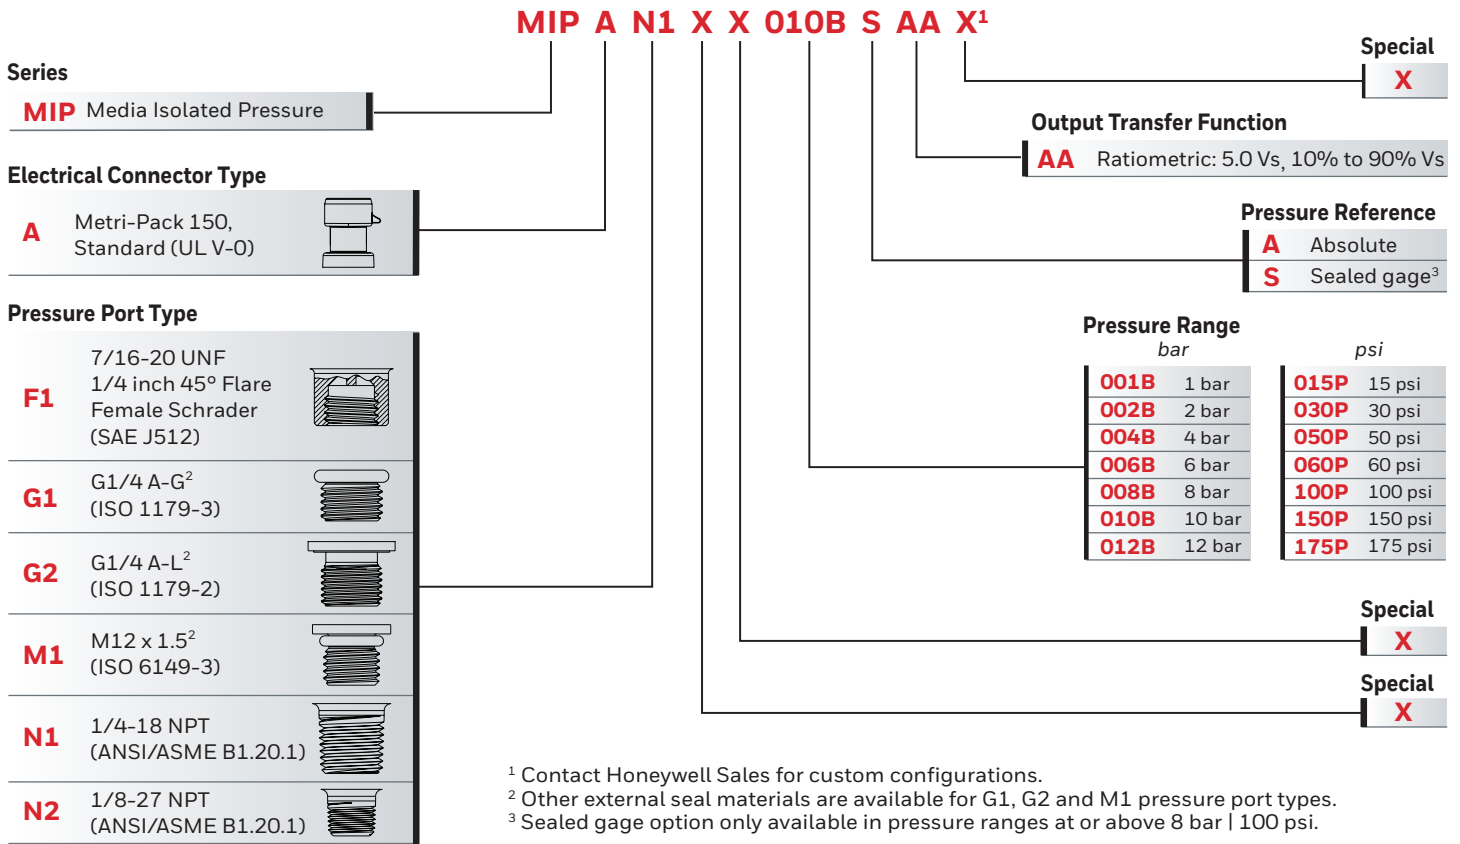 MIP A N1 X X 010B S AA X¹
Series
MIP Media Isolated Pressure
Electrical Connector Type
A Metri-Pack 150,
Standard (UL V-0)
Pressure Port Type
F1 7/16-20 UNF
1/4 inch 45° Flare
Female Schrader
(SAE J512)
G1 G1/4 A-G²
(ISO 1179-3)
G2 G1/4 A-L²
(ISO 1179-2)
M1 M12 x 1.5²
(ISO 6149-3)
N1 1/4-18 NPT
(ANSI/ASME B1.20.1)
N2 1/8-27 NPT
(ANSI/ASME B1.20.1)
Special
X
Output Transfer Function
AA Ratiometric: 5.0 Vs, 10% to 90% Vs
Pressure Reference
A Absolute
S Sealed gage³
Pressure Range
bar psi
001B 1 bar 015P 15 psi
002B 2 bar 030P 30 psi
004B 4 bar 050P 50 psi
006B 6 bar 060P 60 psi
008B 8 bar 100P 100 psi
010B 10 bar 150P 150 psi
012B 12 bar 175P 175 psi
Special
X
Special
X
¹ Contact Honeywell Sales for custom configurations.
² Other external seal materials are available for G1, G2 and M1 pressure port types.
³ Sealed gage option only available in pressure ranges at or above 8 bar | 100 psi.